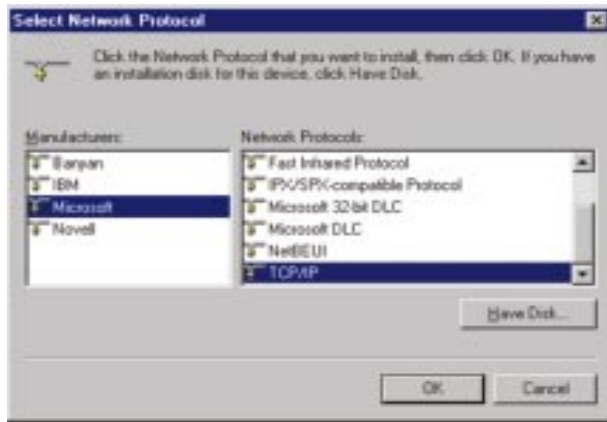 Select Network Protocol
Click the Network Protocol that you want to install, then click OK. If you have
an installation disk for this device, click Have Disk.
Manufacturers:
Banyan
IBM
Microsoft
Novell
Network Protocols:
Fast Infrared Protocol
IPX/SPX-compatible Protocol
Microsoft 32-bit DLC
Microsoft DLC
NetBEUI
TCP/IP
Have Disk...
OK
Cancel